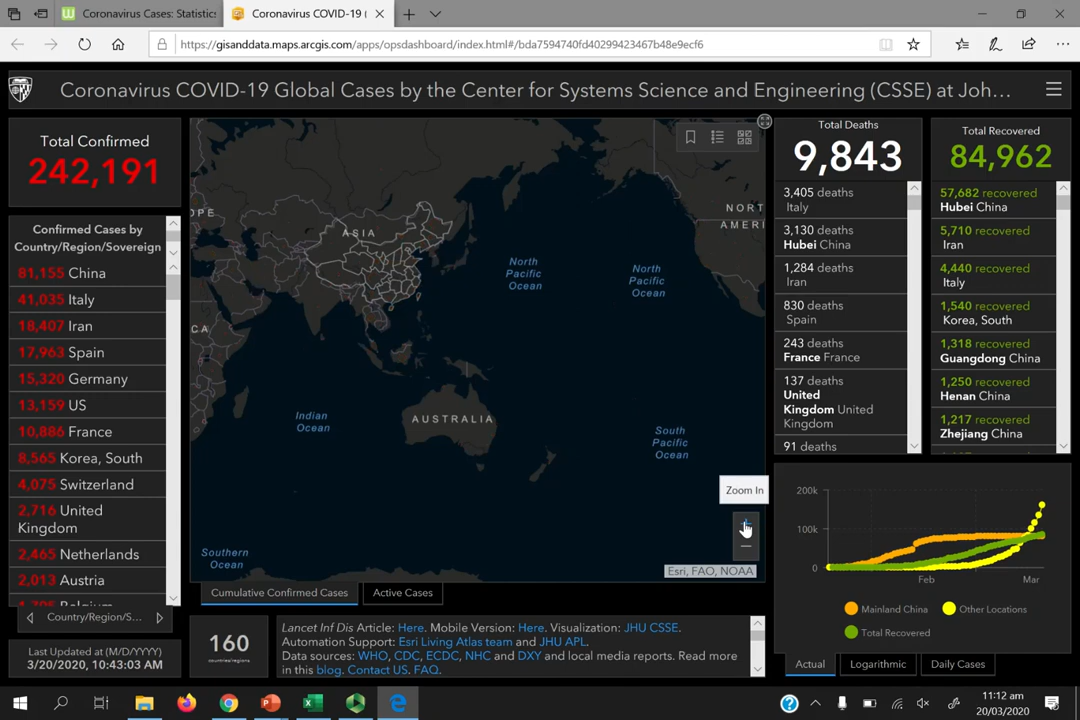 Coronavirus Cases: Statistics
Coronavirus COVID-19 (
https://gisanddata.maps.arcgis.com/apps/opsdashboard/index.html#/bda7594740fd40299423467b48e9ecf6
Coronavirus COVID-19 Global Cases by the Center for Systems Science and Engineering (CSSE) at Joh...
Total Confirmed
242,191
Confirmed Cases by
Country/Region/Sovereign
81,155 China
41,035 Italy
18,407 Iran
17,963 Spain
15,320 Germany
13,159 US
10,886 France
8,565 Korea, South
4,075 Switzerland
2,716 United
Kingdom
2,465 Netherlands
2,013 Austria
1,795 Belgium
Country/Region/S...
Last Updated at (M/D/YYYY)
3/20/2020, 10:43:03 AM
OPE
ASIA
NORT
AMERI
North
Pacific
Ocean
North
Pacific
Ocean
CA
Indian
Ocean
AUSTRALIA
South
Pacific
Ocean
Southern
Ocean
Zoom In
+
−
Esri, FAO, NOAA
Cumulative Confirmed Cases
Active Cases
160
countries/regions
Lancet Inf Dis Article: Here. Mobile Version: Here. Visualization: JHU CSSE.
Automation Support: Esri Living Atlas team and JHU APL.
Data sources: WHO, CDC, ECDC, NHC and DXY and local media reports. Read more
in this blog. Contact US. FAQ.
Total Deaths
9,843
3,405 deaths
Italy
3,130 deaths
Hubei China
1,284 deaths
Iran
830 deaths
Spain
243 deaths
France France
137 deaths
United
Kingdom United
Kingdom
91 deaths
Total Recovered
84,962
57,682 recovered
Hubei China
5,710 recovered
Iran
4,440 recovered
Italy
1,540 recovered
Korea, South
1,318 recovered
Guangdong China
1,250 recovered
Henan China
1,217 recovered
Zhejiang China
200k
100k
0
Feb
Mar
Mainland China
Other Locations
Total Recovered
Actual
Logarithmic
Daily Cases
11:12 am
20/03/2020